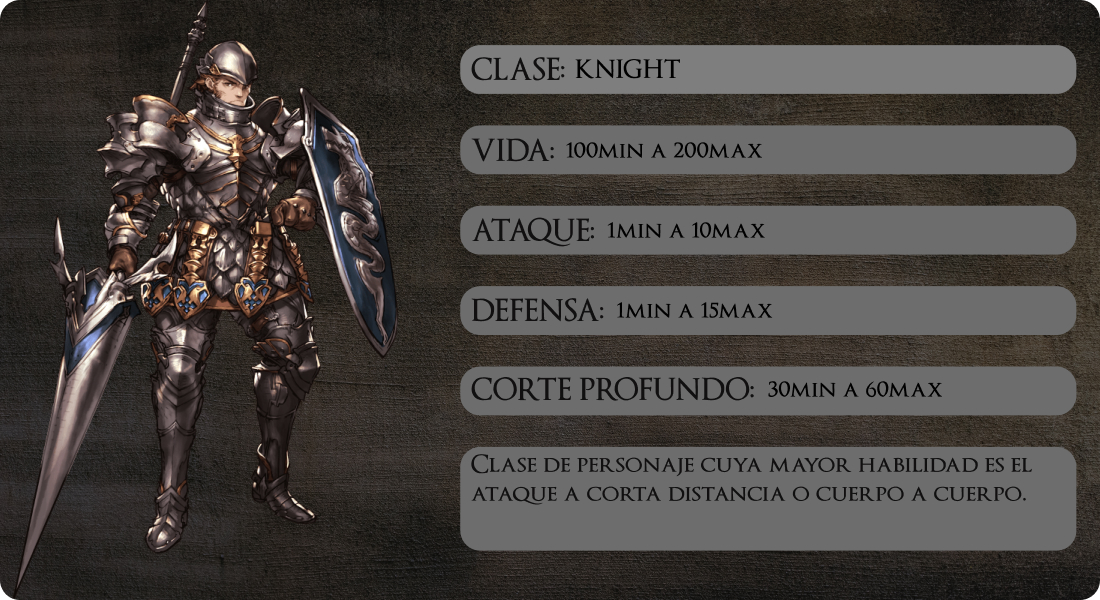 CLASE: KNIGHT
VIDA: 100MIN A 200MAX
ATAQUE: 1MIN A 10MAX
DEFENSA: 1MIN A 15MAX
CORTE PROFUNDO: 30MIN A 60MAX
CLASE DE PERSONAJE CUYA MAYOR HABILIDAD ES EL
ATAQUE A CORTA DISTANCIA O CUERPO A CUERPO.